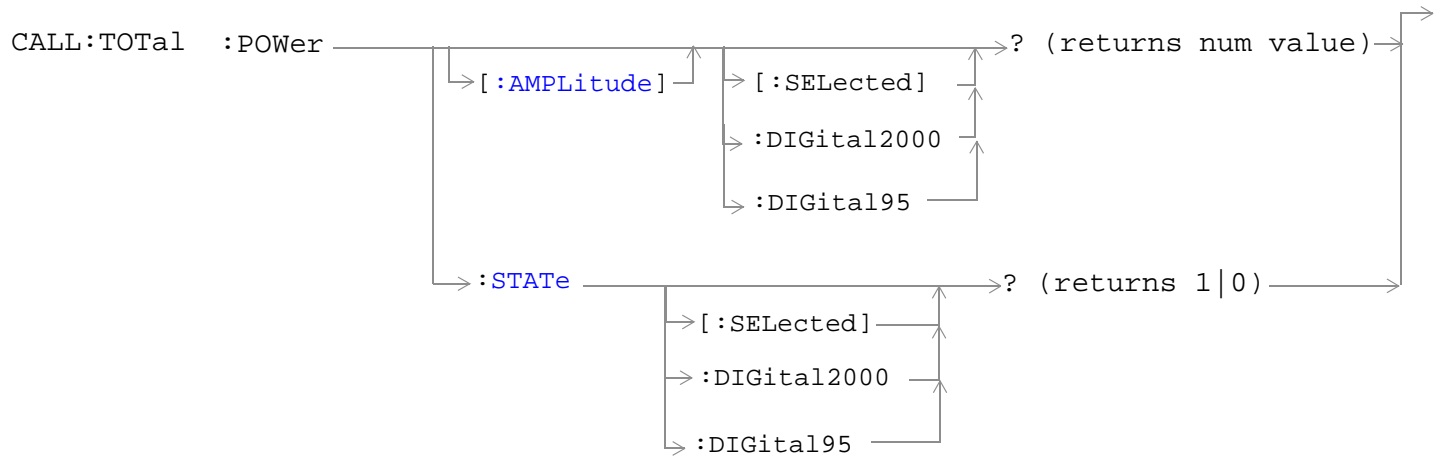 CALL:TOTal :POWer ? (returns num value)
[:AMPLitude] [:SELected]
:DIGital2000
:DIGital95
:STATe ? (returns 1|0)
[:SELected]
:DIGital2000
:DIGital95